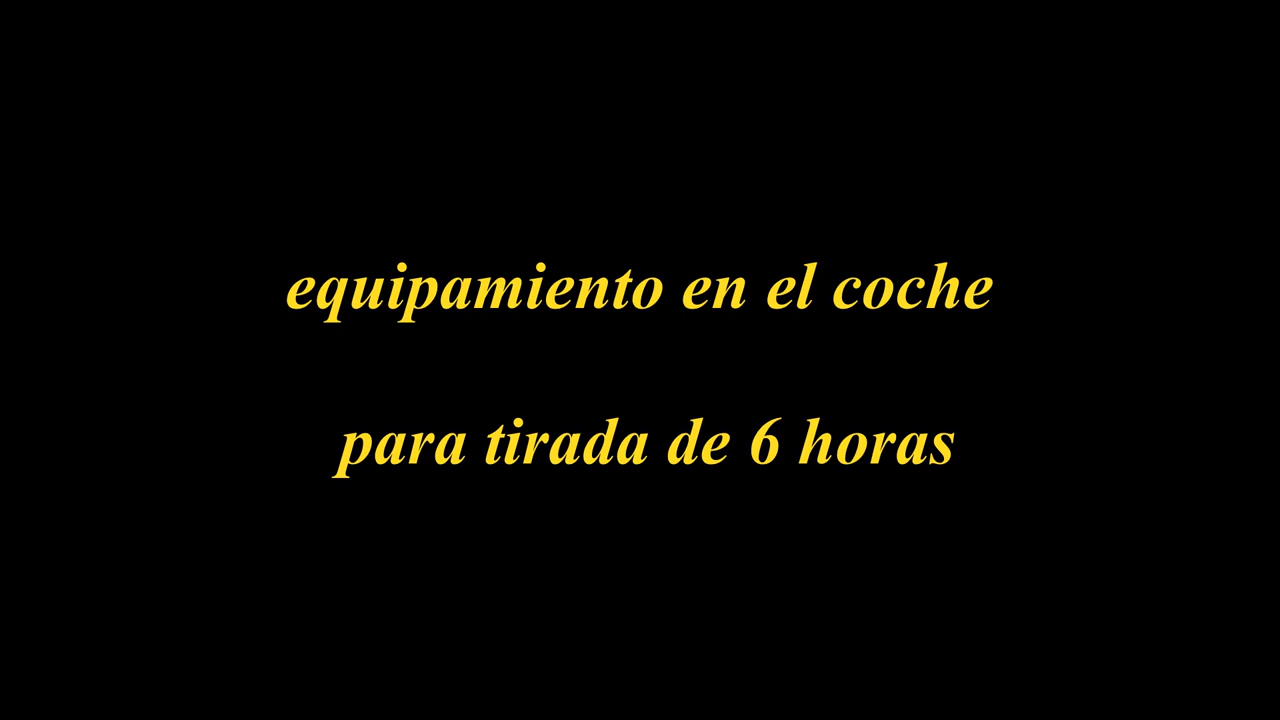 equipamiento en el coche
para tirada de 6 horas